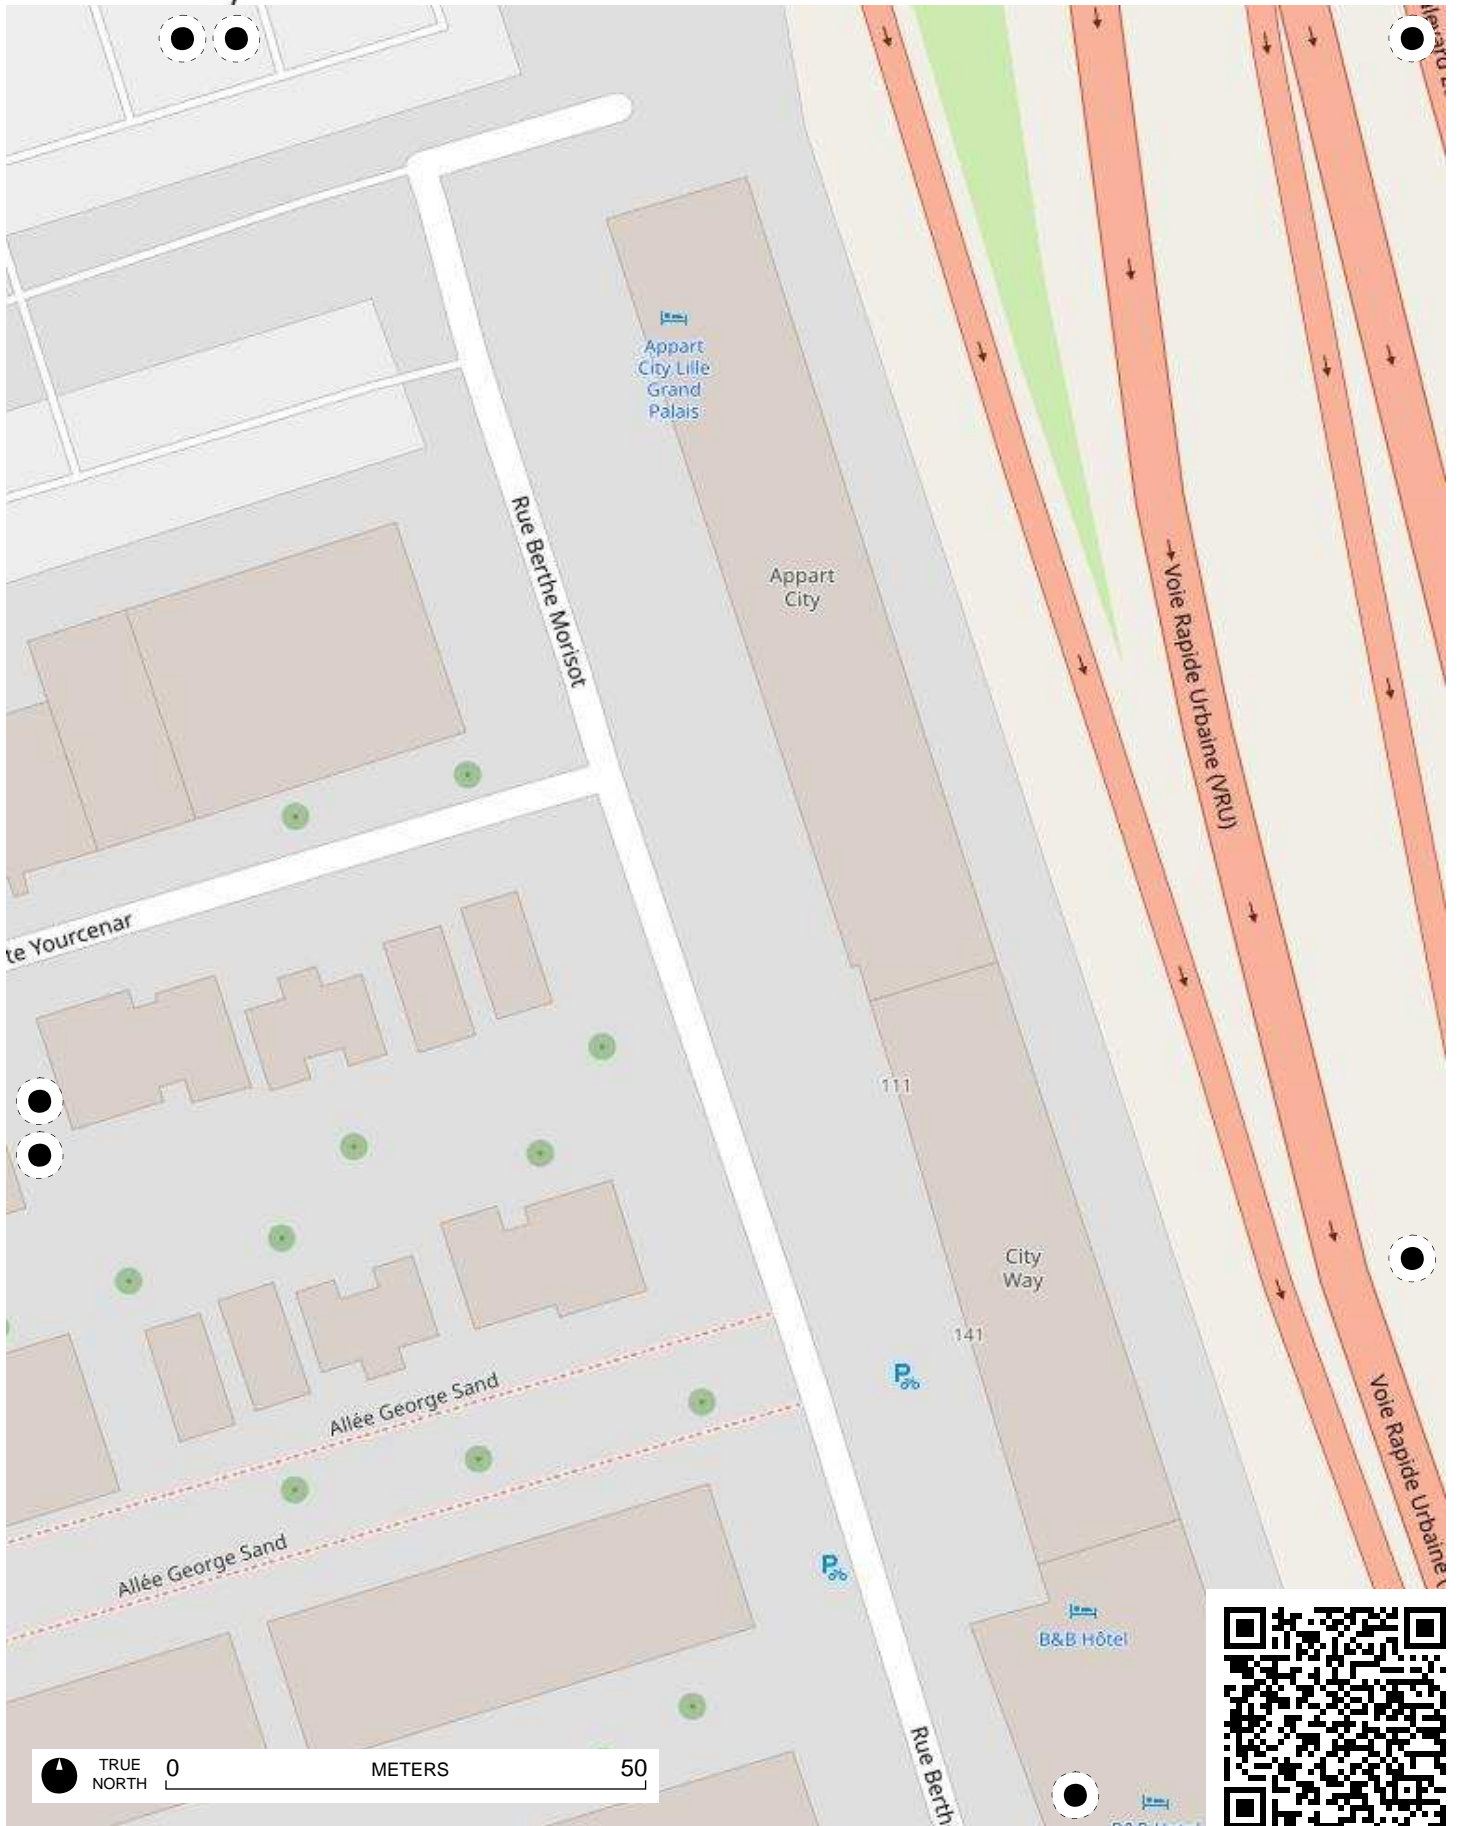 Appart
City Lille
Grand
Palais
Rue Berthe Morisot
Appart
City
Voie Rapide Urbaine (VRU)
te Yourcenar
111
City
Way
141
P
Allée George Sand
Voie Rapide Urbaine (
Allée George Sand
P
B&B Hôtel
Rue Berth
TRUE
NORTH
0 METERS 50